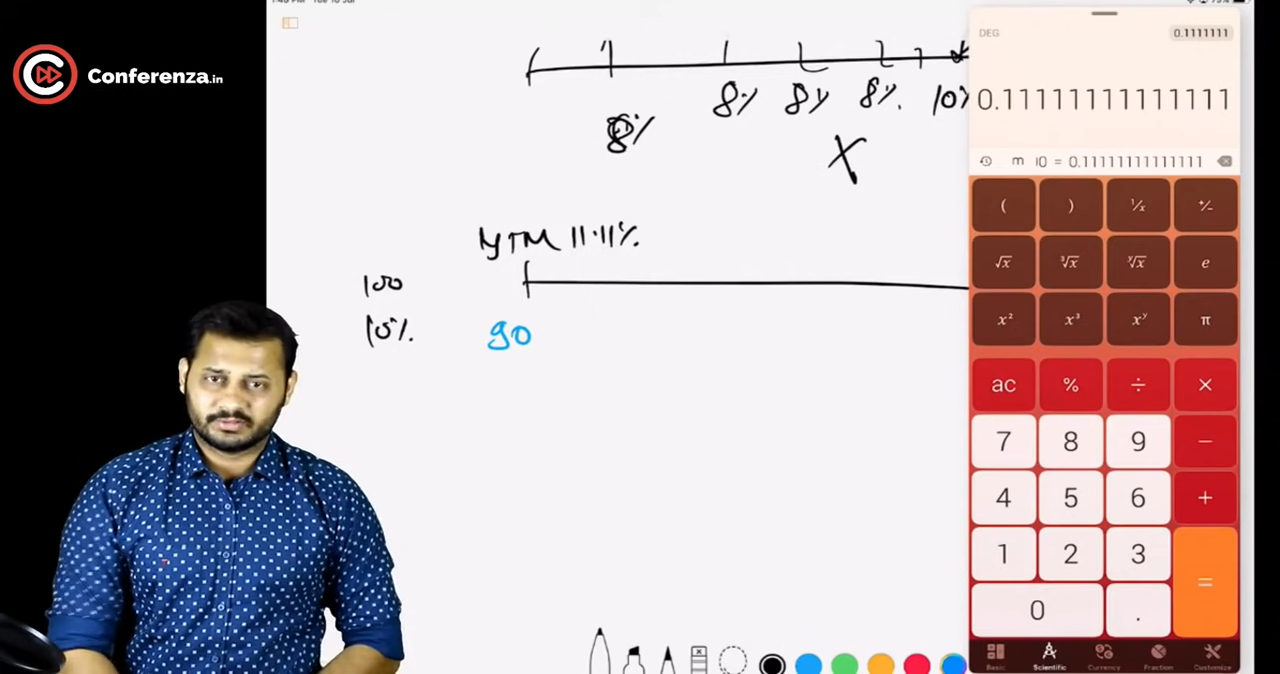 Conferenza.in
8% 8% 8% 8% 10%
X
YTM 11.11%
100
10% 90
DEG 0.1111111
0.11111111111111
m 10 = 0.11111111111111
( ) 1/x +/-
√x ∛x ʸ√x e
x² x³ xʸ π
ac % ÷ ×
7 8 9 −
4 5 6 +
1 2 3
0 . =
Basic Scientific Currency Fraction Customize